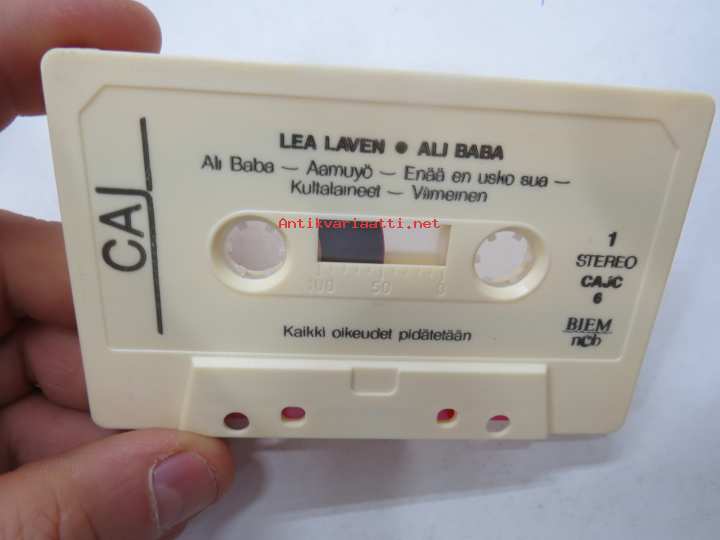 LEA LAVEN ● ALI BABA
Ali Baba — Aamuyö — Enää en usko sua —
Kultalaineet — Viimeinen
Antikvariaatti.net
CAJ
1
STEREO
CAJC
6
100 50 0
Kaikki oikeudet pidätetään
BIEM
ncb